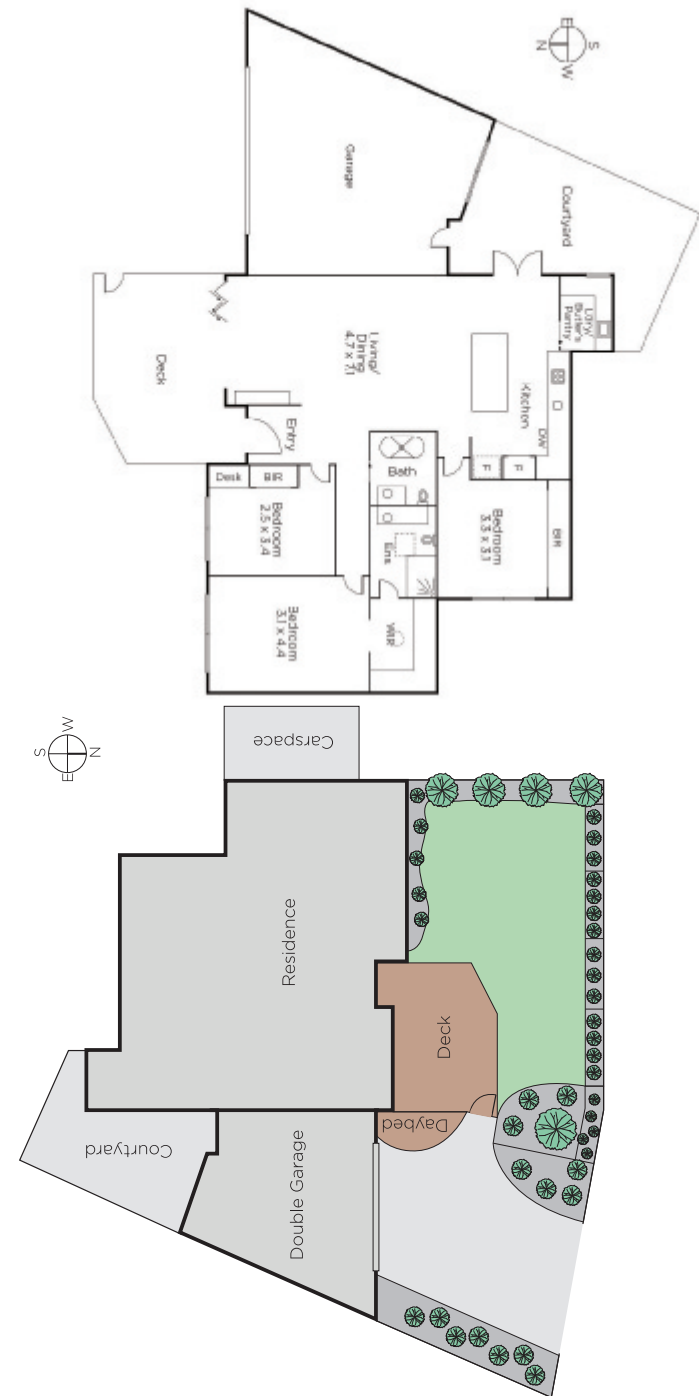 E
S
N
W
Garage
Courtyard
L'dry/
Butler's
Pantry
Living/
Dining
4.7 x 7.1
Kitchen
DW
Deck
Entry
F
P
Bath
Desk
BIR
Bedroom
2.5 x 3.4
Ens
Bedroom
3.3 x 3.1
BIR
Bedroom
3.1 x 4.4
WIR
W
S
N
E
Carspace
Residence
Deck
Daybed
Courtyard
Double Garage